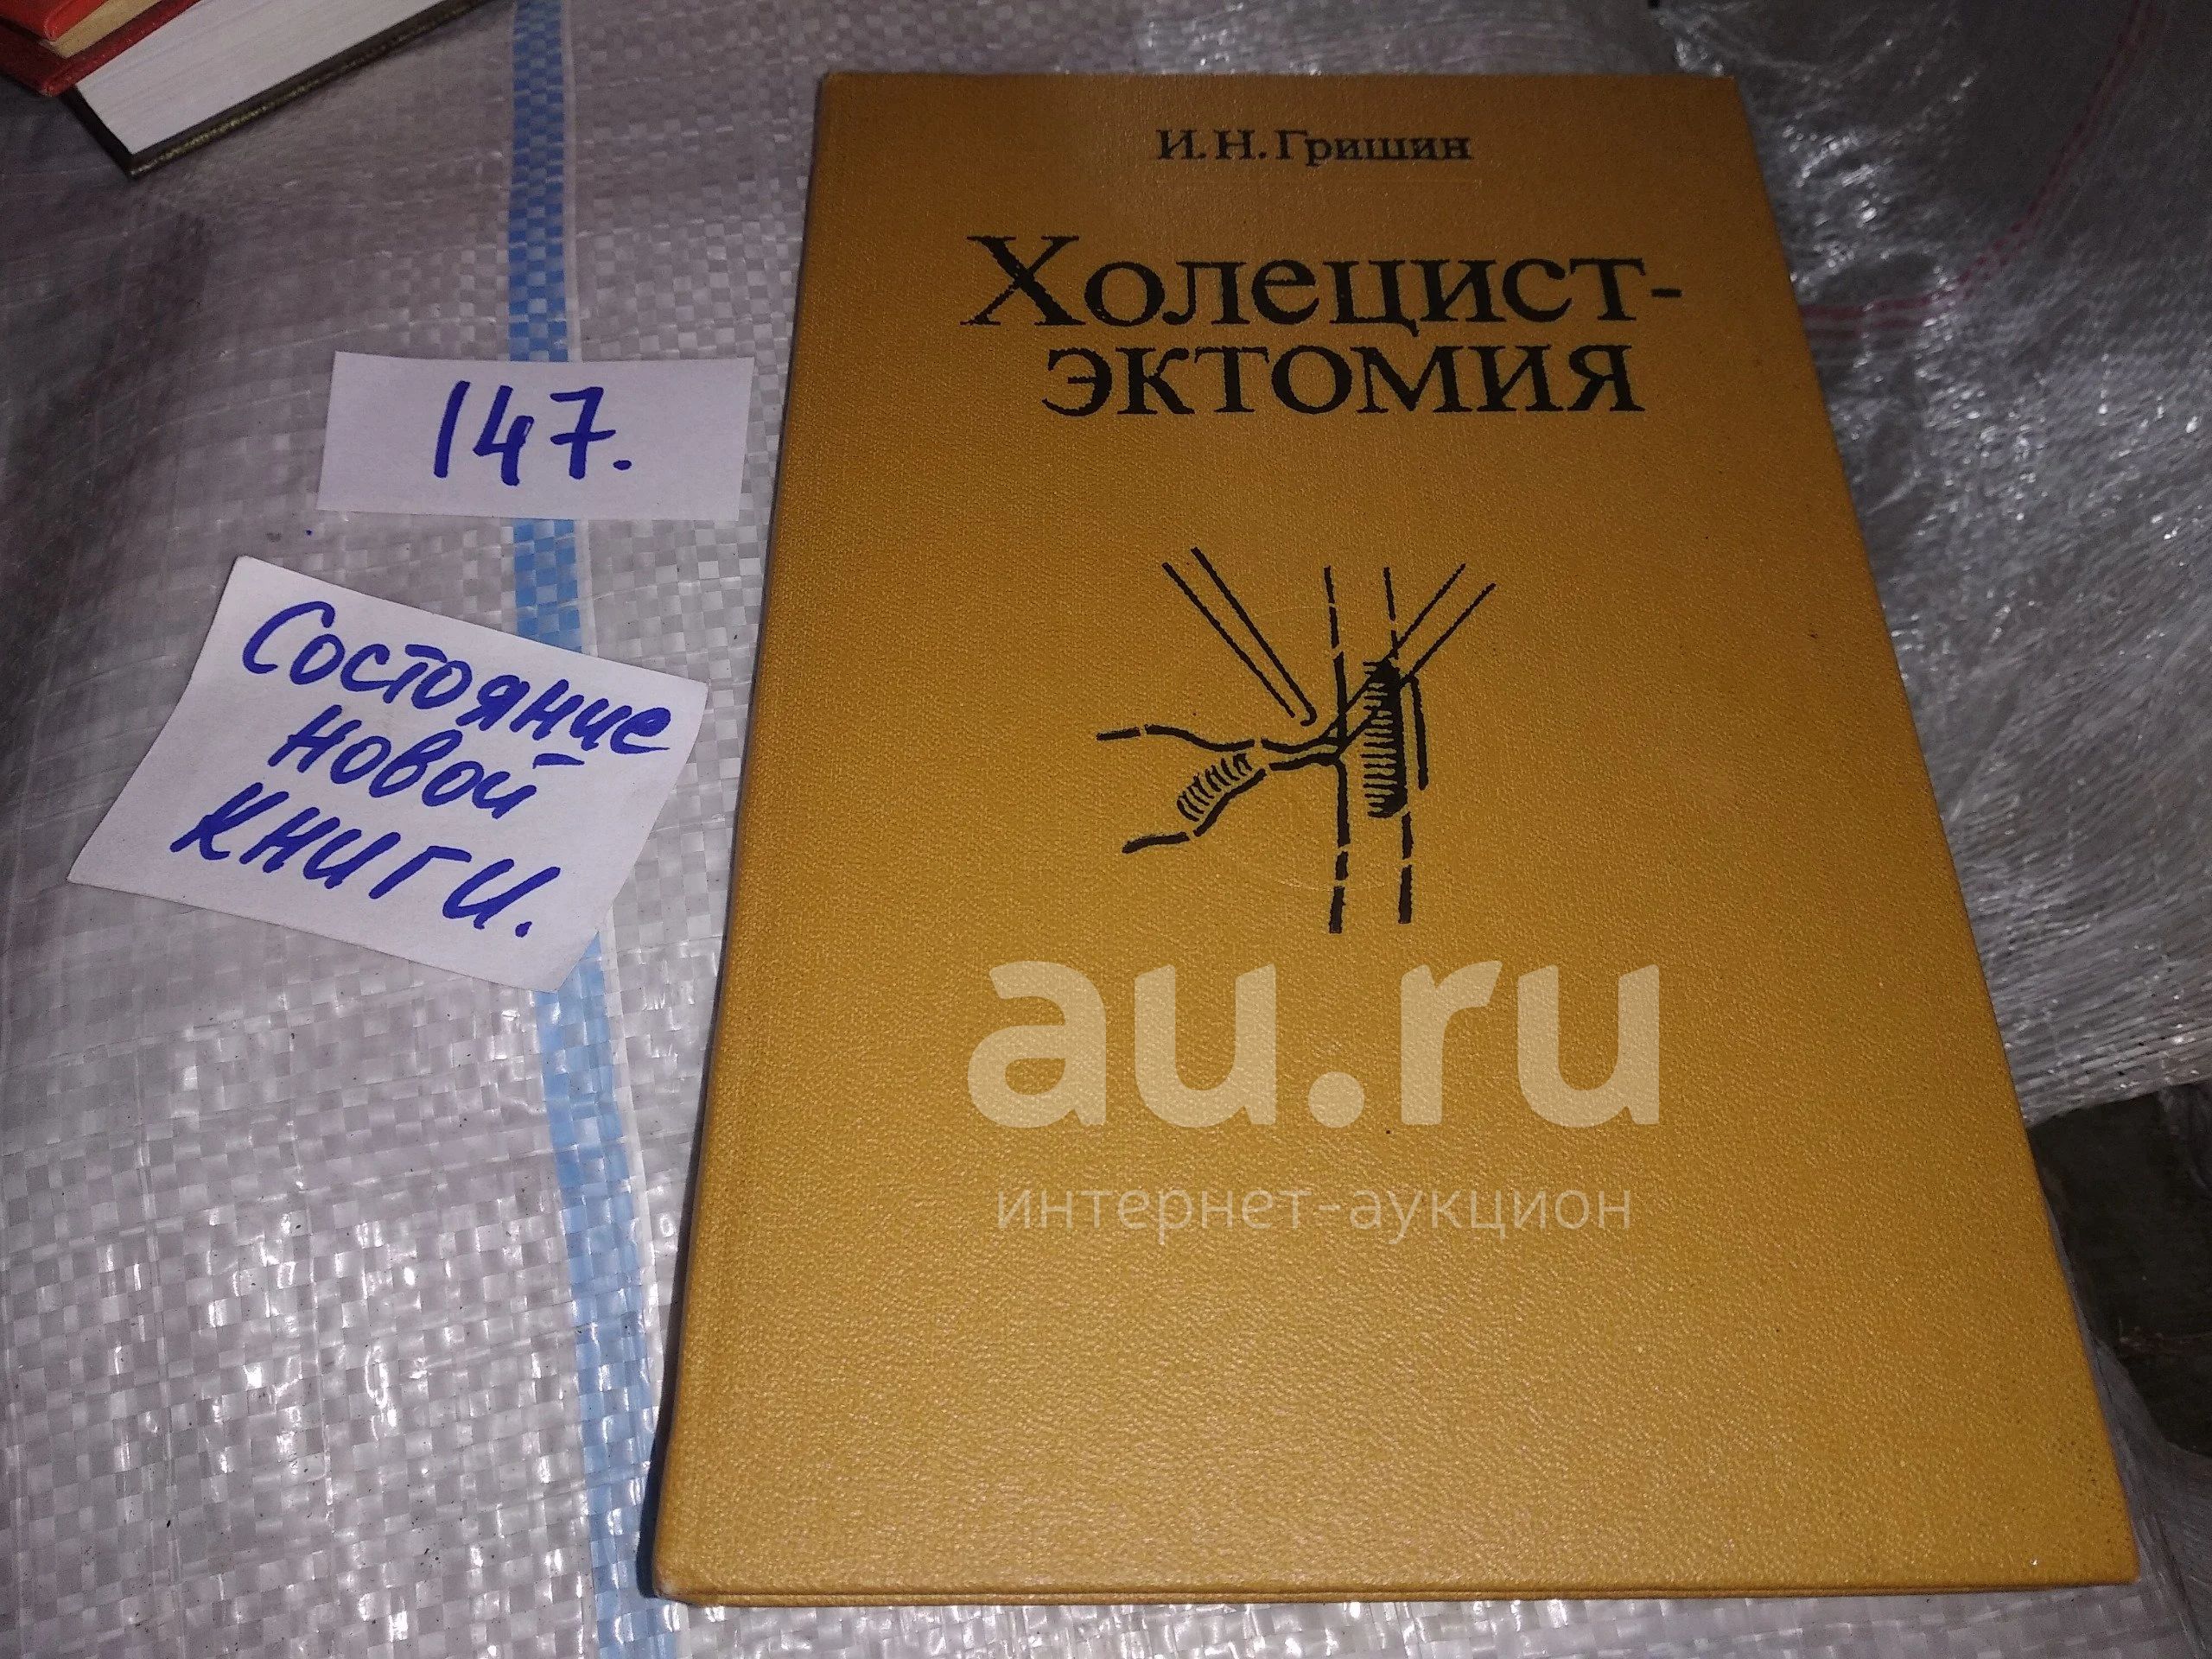 И. Н. Гришин
Холецист-
эктомия
147.
Состояние
новой
книги.
au.ru
интернет-аукцион